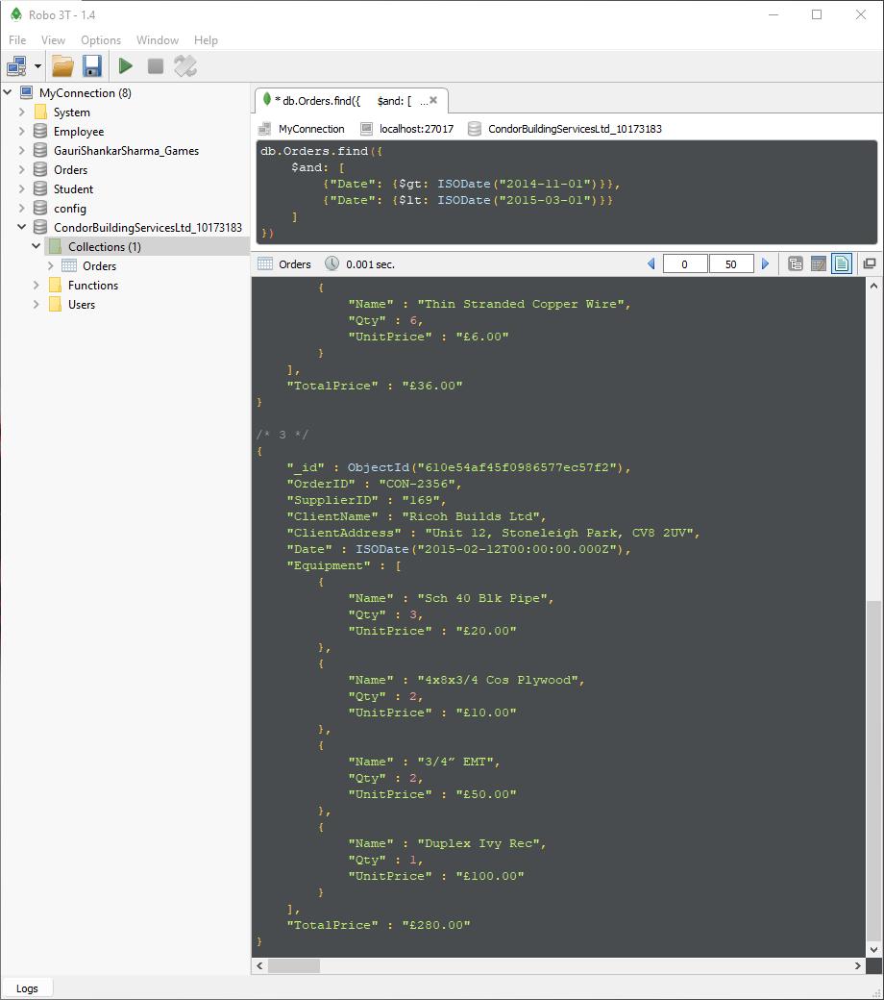 Robo 3T - 1.4
File View Options Window Help
MyConnection (8)
System
Employee
GauriShankarSharma_Games
Orders
Student
config
CondorBuildingServicesLtd_10173183
Collections (1)
Orders
Functions
Users
* db.Orders.find({ $and: [ ...
MyConnection localhost:27017 CondorBuildingServicesLtd_10173183
db.Orders.find({
$and: [
{"Date": {$gt: ISODate("2014-11-01")}},
{"Date": {$lt: ISODate("2015-03-01")}}
]
})
Orders 0.001 sec. 0 50
{
"Name" : "Thin Stranded Copper Wire",
"Qty" : 6,
"UnitPrice" : "£6.00"
}
],
"TotalPrice" : "£36.00"
}
/* 3 */
{
"_id" : ObjectId("610e54af45f0986577ec57f2"),
"OrderID" : "CON-2356",
"SupplierID" : "169",
"ClientName" : "Ricoh Builds Ltd",
"ClientAddress" : "Unit 12, Stoneleigh Park, CV8 2UV",
"Date" : ISODate("2015-02-12T00:00:00.000Z"),
"Equipment" : [
{
"Name" : "Sch 40 Blk Pipe",
"Qty" : 3,
"UnitPrice" : "£20.00"
},
{
"Name" : "4x8x3/4 Cos Plywood",
"Qty" : 2,
"UnitPrice" : "£10.00"
},
{
"Name" : "3/4” EMT",
"Qty" : 2,
"UnitPrice" : "£50.00"
},
{
"Name" : "Duplex Ivy Rec",
"Qty" : 1,
"UnitPrice" : "£100.00"
}
],
"TotalPrice" : "£280.00"
}
Logs